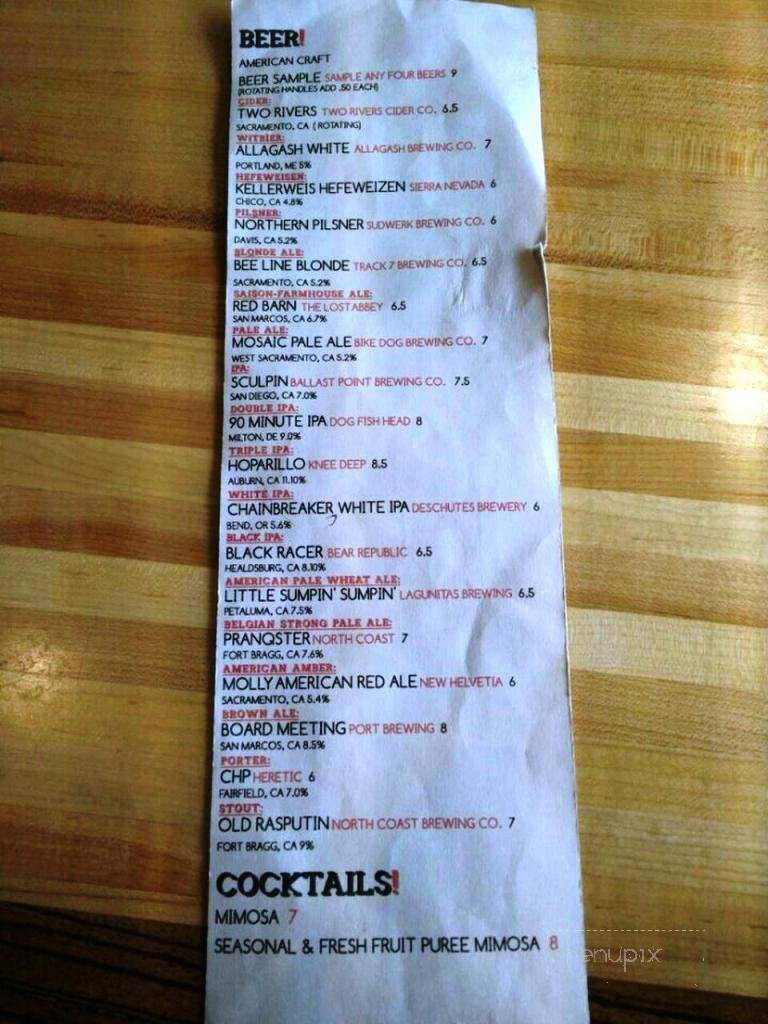 BEER!
AMERICAN CRAFT
BEER SAMPLE SAMPLE ANY FOUR BEERS 9
(ROTATING HANDLES ADD .50 EACH)
CIDER:
TWO RIVERS TWO RIVERS CIDER CO. 6.5
SACRAMENTO, CA (ROTATING)
WITBIER:
ALLAGASH WHITE ALLAGASH BREWING CO. 7
PORTLAND, ME 5%
HEFEWEISEN:
KELLERWEIS HEFEWEIZEN SIERRA NEVADA 6
CHICO, CA 4.8%
PILSNER:
NORTHERN PILSNER SUDWERK BREWING CO. 6
DAVIS, CA 5.2%
BLONDE ALE:
BEE LINE BLONDE TRACK 7 BREWING CO. 6.5
SACRAMENTO, CA 5.2%
SAISON-FARMHOUSE ALE:
RED BARN THE LOST ABBEY 6.5
SAN MARCOS, CA 6.7%
PALE ALE:
MOSAIC PALE ALE BIKE DOG BREWING CO. 7
WEST SACRAMENTO, CA 5.2%
IPA:
SCULPIN BALLAST POINT BREWING CO. 7.5
SAN DIEGO, CA 7.0%
DOUBLE IPA:
90 MINUTE IPA DOG FISH HEAD 8
MILTON, DE 9.0%
TRIPLE IPA:
HOPARILLO KNEE DEEP 8.5
AUBURN, CA 11.10%
WHITE IPA:
CHAINBREAKER WHITE IPA DESCHUTES BREWERY 6
BEND, OR 5.6%
BLACK IPA:
BLACK RACER BEAR REPUBLIC 6.5
HEALDSBURG, CA 8.10%
AMERICAN PALE WHEAT ALE:
LITTLE SUMPIN' SUMPIN' LAGUNITAS BREWING 6.5
PETALUMA, CA 7.5%
BELGIAN STRONG PALE ALE:
PRANQSTER NORTH COAST 7
FORT BRAGG, CA 7.6%
AMERICAN AMBER:
MOLLY AMERICAN RED ALE NEW HELVETIA 6
SACRAMENTO, CA 5.4%
BROWN ALE:
BOARD MEETING PORT BREWING 8
SAN MARCOS, CA 8.5%
PORTER:
CHP HERETIC 6
FAIRFIELD, CA 7.0%
STOUT:
OLD RASPUTIN NORTH COAST BREWING CO. 7
FORT BRAGG, CA 9%
COCKTAILS!
MIMOSA 7
SEASONAL & FRESH FRUIT PUREE MIMOSA 8
menupix